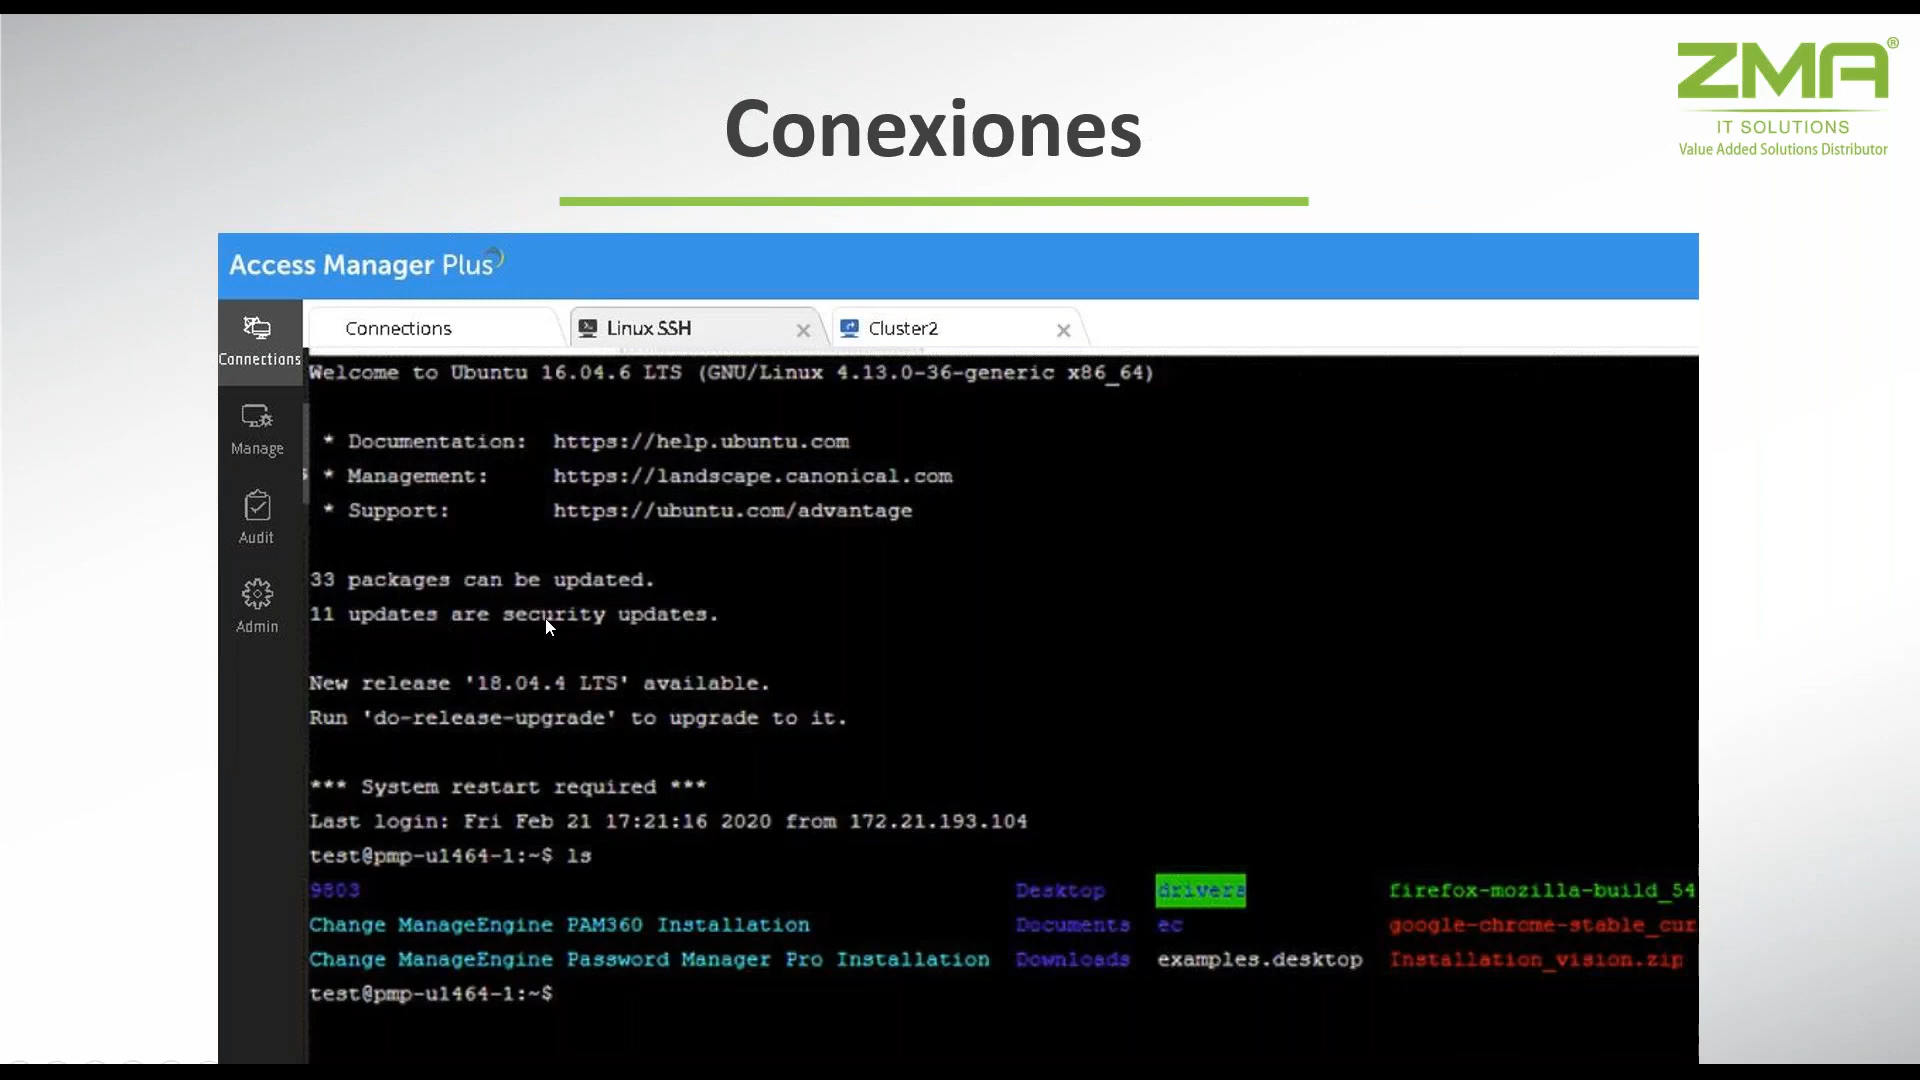 Conexiones
ZMA®
IT SOLUTIONS
Value Added Solutions Distributor
Access Manager Plus
Connections
Linux SSH
Cluster2
Connections
Manage
Audit
Admin
Welcome to Ubuntu 16.04.6 LTS (GNU/Linux 4.13.0-36-generic x86_64)
* Documentation: https://help.ubuntu.com
* Management: https://landscape.canonical.com
* Support: https://ubuntu.com/advantage
33 packages can be updated.
11 updates are security updates.
New release '18.04.4 LTS' available.
Run 'do-release-upgrade' to upgrade to it.
*** System restart required ***
Last login: Fri Feb 21 17:21:16 2020 from 172.21.193.104
test@pmp-u1464-1:~$ ls
9803 Desktop drivers firefox-mozilla-build_54
Change ManageEngine PAM360 Installation Documents ec google-chrome-stable_cur
Change ManageEngine Password Manager Pro Installation Downloads examples.desktop Installation_vision.zip
test@pmp-u1464-1:~$